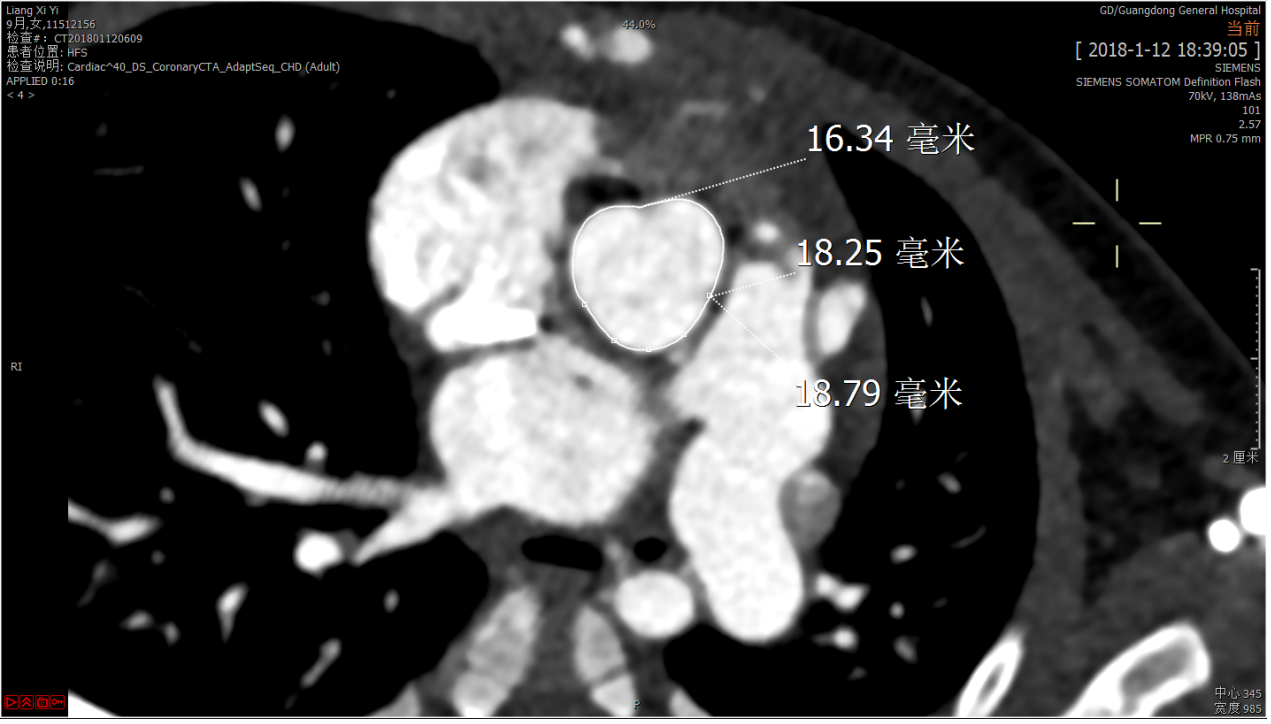 Liang Xi Yi
9月,女,11512156
检查#: CT201801120609
患者位置: HFS
检查说明: Cardiac^40_DS_CoronaryCTA_AdaptSeq_CHD (Adult)
APPLIED 0:16
< 4 >
44.0%
GD/Guangdong General Hospital
当前
[ 2018-1-12 18:39:05 ]
SIEMENS
SIEMENS SOMATOM Definition Flash
70kV, 138mAs
101
2.57
MPR 0.75 mm
16.34 毫米
18.25 毫米
18.79 毫米
RI
2 厘米
P
中心 345
宽度 985